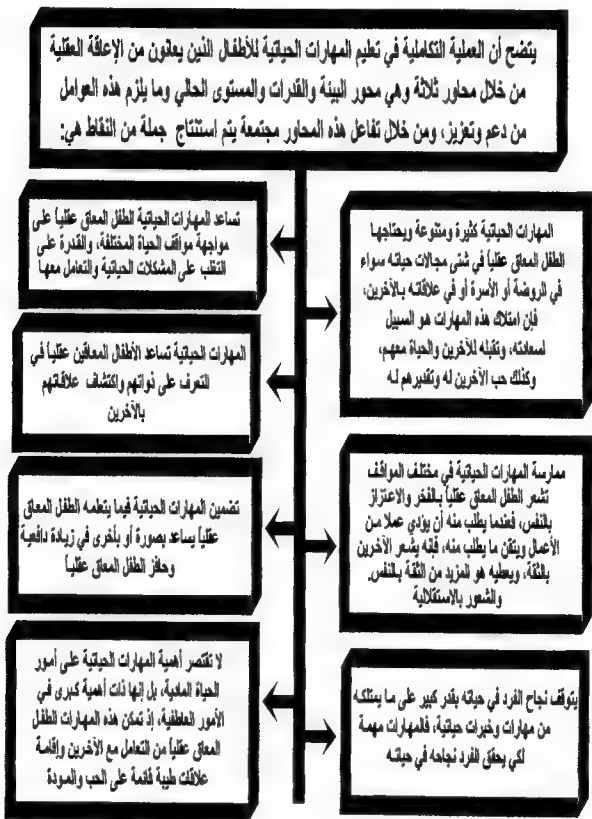 يتضح أن العملية التكاملية في تعليم المهارات الحياتية للأطفال الذين يعانون من الإعاقة العقلية
من خلال محاور ثلاثة وهي محور البيئة والقدرات والمستوى الحالي وما يلزم هذه العوامل
من دعم وتعزيز، ومن خلال تفاعل هذه المحاور مجتمعة يتم استنتاج جملة من النقاط هي:
المهارات الحياتية كثيرة ومتنوعة ويحتاجها
الطفل المعاق عقلياً في شتى مجالات حياته سواء
في الروضة أو الأسرة أو في علاقاته بالآخرين،
فإن امتلاك هذه المهارات هو السبيل
لسعادته، وتقبله للآخرين والحياة معهم،
وكذلك حب الآخرين له وتقديرهم له
تساعد المهارات الحياتية الطفل المعاق عقلياً على
مواجهة مواقف الحياة المختلفة، والقدرة على
التغلب على المشكلات الحياتية والتعامل معها
المهارات الحياتية تساعد الأطفال المعاقين عقلياً في
التعرف على ذواتهم واكتشاف علاقاتهم
بالآخرين
ممارسة المهارات الحياتية في مختلف المواقف
تشعر الطفل المعاق عقلياً بالفخر والاعتزاز
بالنفس، فعندما يطلب منه أن يؤدي عملا من
الأعمال ويتقن ما يطلب منه، فإنه يشعر الآخرين
بالثقة، ويعطيه هو المزيد من الثقة بالنفس.
والشعور بالاستقلالية
تضمين المهارات الحياتية فيما يتعلمه الطفل المعاق
عقلياً يساعد بصورة أو بأخرى في زيادة دافعية
وحافز الطفل المعاق عقلياً
يتوقف نجاح الفرد في حياته بقدر كبير على ما يمتلكه
من مهارات وخبرات حياتية، فالمهارات مهمة
لكي يحقق الفرد نجاحه في حياته
لا تقتصر أهمية المهارات الحياتية على أمور
الحياة المادية، بل إنها ذات أهمية كبرى في
الأمور العاطفية، إذ تمكن هذه المهارات الطفل
المعاق عقلياً من التعامل مع الآخرين وإقامة
علاقات طيبة قائمة على الحب والمودة